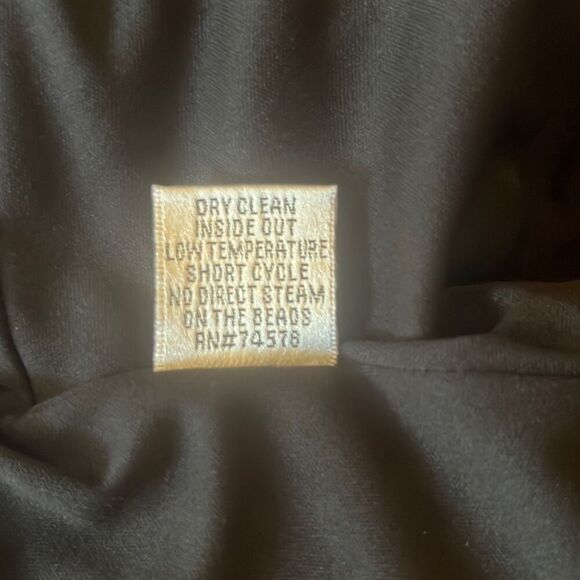 DRY CLEAN
INSIDE OUT
LOW TEMPERATURE
SHORT CYCLE
NO DIRECT STEAM
ON THE BEADS
RN#74578